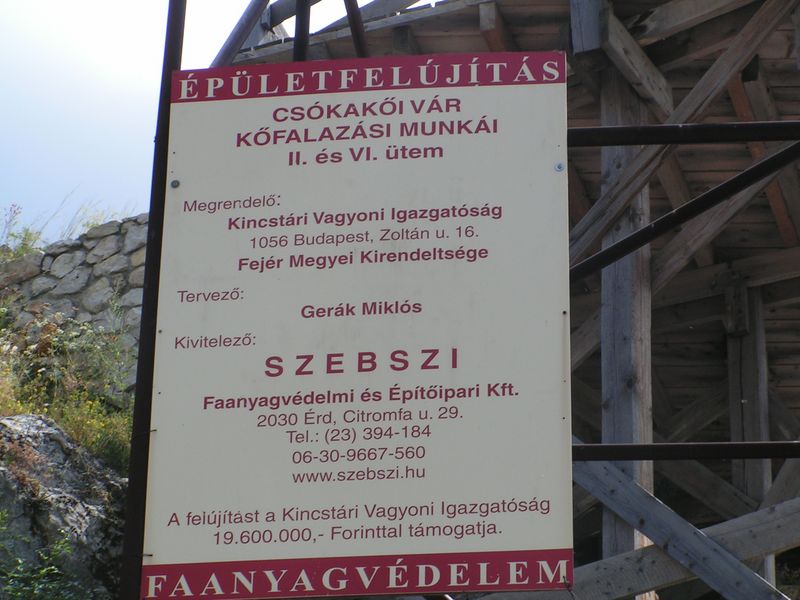 ÉPÜLETFELÚJÍTÁS
CSÓKAKŐI VÁR
KŐFALAZÁSI MUNKÁI
II. és VI. ütem
Megrendelő:
Kincstári Vagyoni Igazgatóság
1056 Budapest, Zoltán u. 16.
Fejér Megyei Kirendeltsége
Tervező:
Gerák Miklós
Kivitelező:
SZEBSZI
Faanyagvédelmi és Építőipari Kft.
2030 Érd, Citromfa u. 29.
Tel.: (23) 394-184
06-30-9667-560
www.szebszi.hu
A felújítást a Kincstári Vagyoni Igazgatóság
19.600.000,- Forinttal támogatja.
FAANYAGVÉDELEM